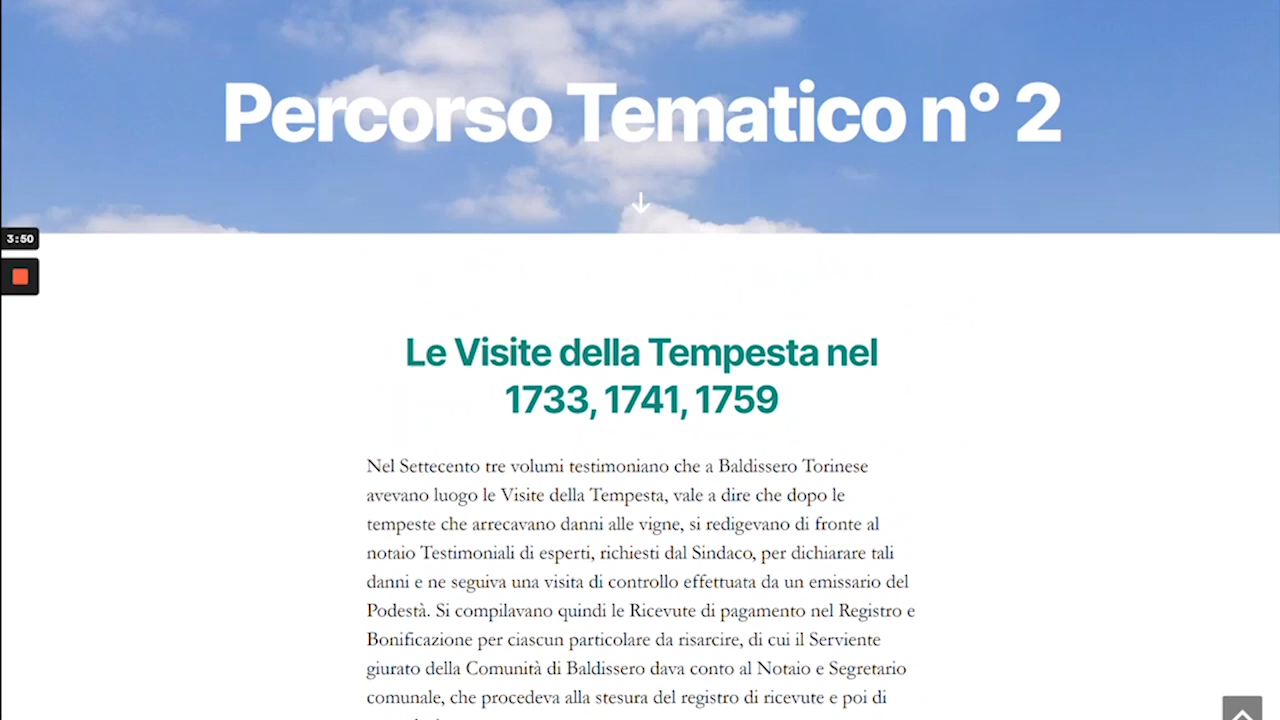 Percorso Tematico n° 2
3:50
Le Visite della Tempesta nel
1733, 1741, 1759
Nel Settecento tre volumi testimoniano che a Baldissero Torinese
avevano luogo le Visite della Tempesta, vale a dire che dopo le
tempeste che arrecavano danni alle vigne, si redigevano di fronte al
notaio Testimoniali di esperti, richiesti dal Sindaco, per dichiarare tali
danni e ne seguiva una visita di controllo effettuata da un emissario del
Podestà. Si compilavano quindi le Ricevute di pagamento nel Registro e
Bonificazione per ciascun particolare da risarcire, di cui il Serviente
giurato della Comunità di Baldissero dava conto al Notaio e Segretario
comunale, che procedeva alla stesura del registro di ricevute e poi di